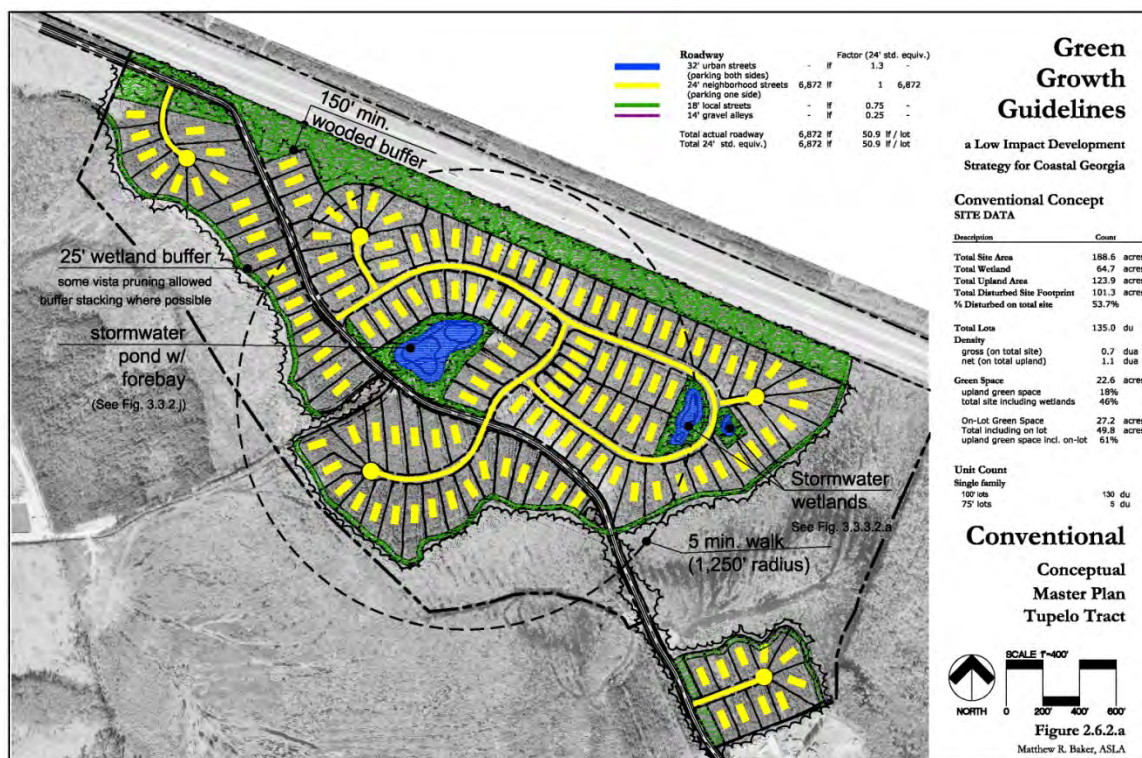 Roadway Factor (24' std. equiv.)
32' urban streets - lf 1.3 -
(parking both sides)
24' neighborhood streets 6,872 lf 1 6,872
(parking one side)
18' local streets - lf 0.75 -
14' gravel alleys - lf 0.25 -
Total actual roadway 6,872 lf 50.9 lf / lot
Total 24' std. equiv.) 6,872 lf 50.9 lf / lot
150' min.
wooded buffer
25' wetland buffer
some vista pruning allowed
buffer stacking where possible
stormwater
pond w/
forebay
(See Fig. 3.3.2.j)
Stormwater
wetlands
See Fig. 3.3.3.2.a
5 min. walk
(1,250' radius)
Green
Growth
Guidelines
a Low Impact Development
Strategy for Coastal Georgia
Conventional Concept
SITE DATA
Description Count
Total Site Area 188.6 acres
Total Wetland 64.7 acres
Total Upland Area 123.9 acres
Total Disturbed Site Footprint 101.3 acres
% Disturbed on total site 53.7%
Total Lots 135.0 du
Density
gross (on total site) 0.7 dua
net (on total upland) 1.1 dua
Green Space 22.6 acres
upland green space 18%
total site including wetlands 46%
On-Lot Green Space 27.2 acres
Total including on lot 49.8 acres
upland green space incl. on-lot 61%
Unit Count
Single family
100' lots 130 du
75' lots 5 du
Conventional
Conceptual
Master Plan
Tupelo Tract
SCALE 1"=400'
NORTH 0 200' 400' 600'
Figure 2.6.2.a
Matthew R. Baker, ASLA